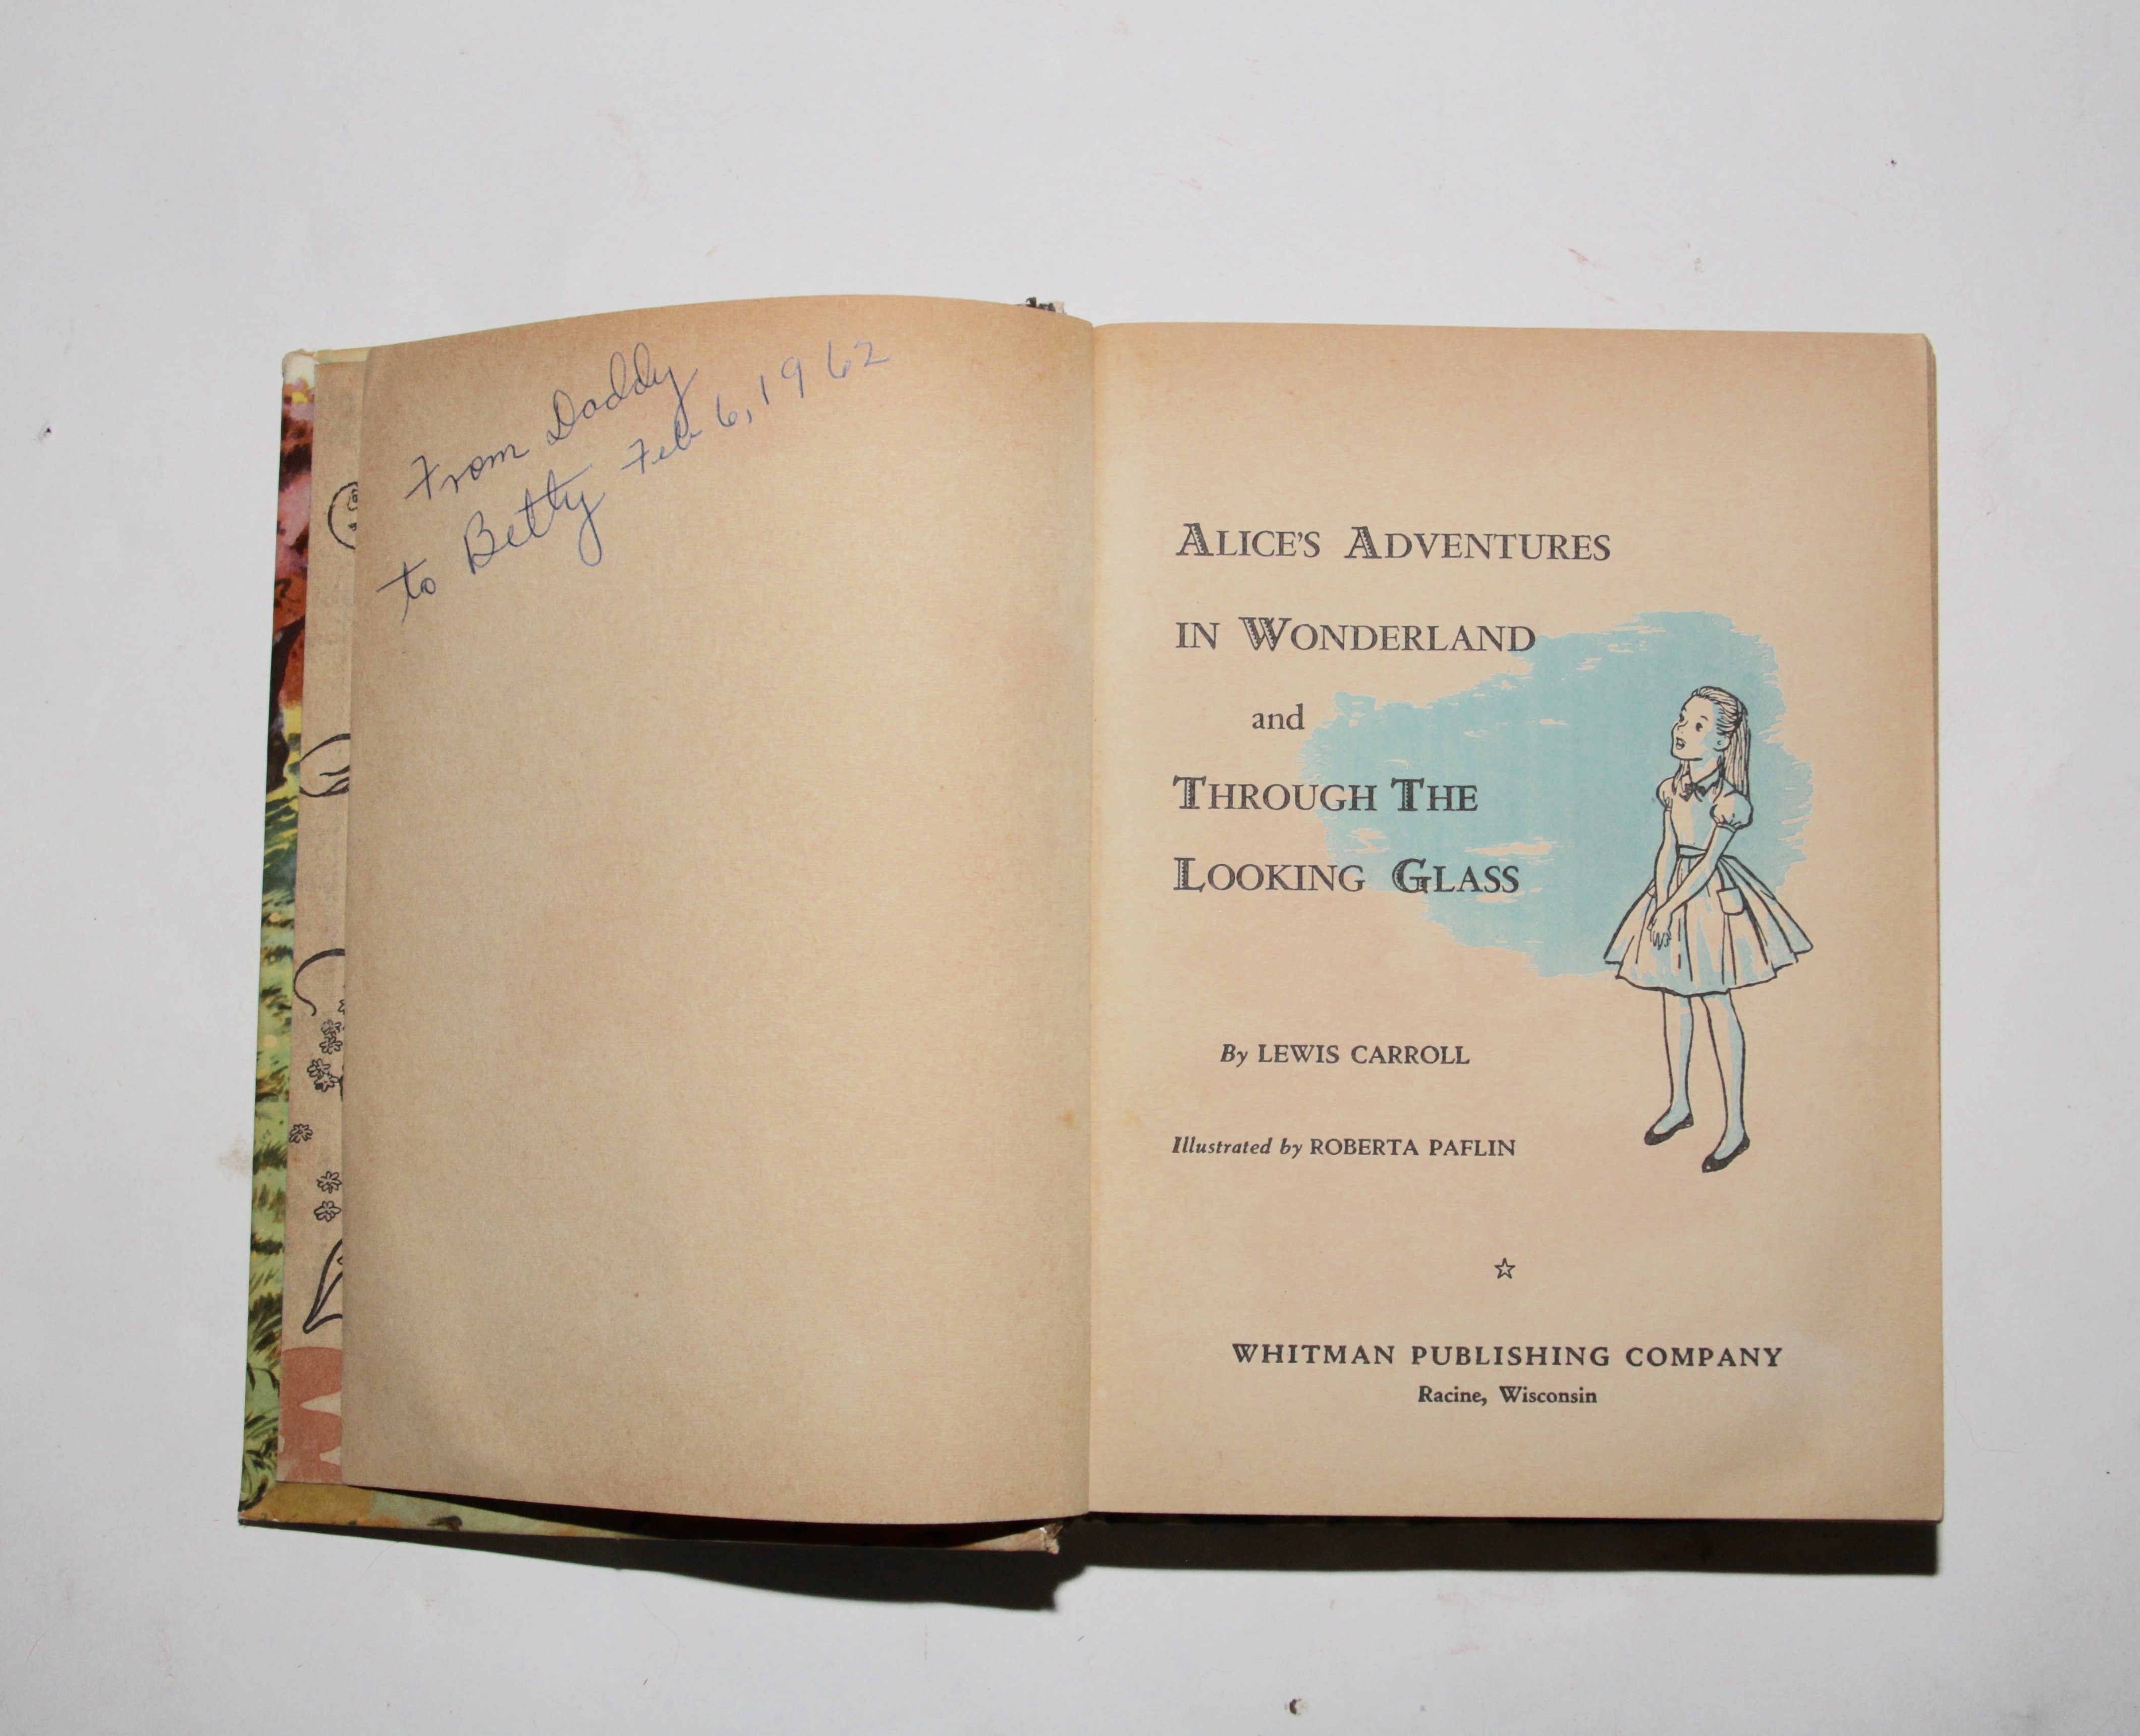 From Daddy
to Betty Feb 6, 1962
ALICE'S ADVENTURES
IN WONDERLAND
and
THROUGH THE
LOOKING GLASS
By LEWIS CARROLL
Illustrated by ROBERTA PAFLIN
WHITMAN PUBLISHING COMPANY
Racine, Wisconsin